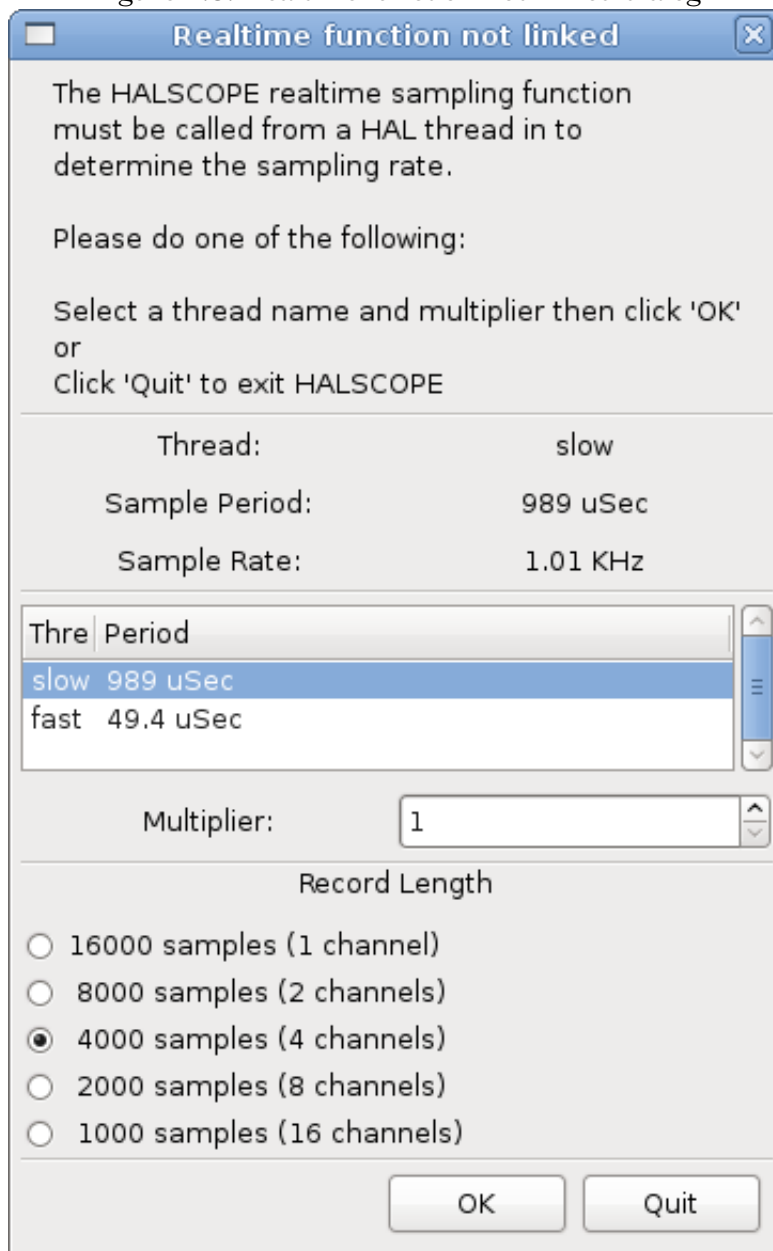 Realtime function not linked
The HALSCOPE realtime sampling function
must be called from a HAL thread in to
determine the sampling rate.
Please do one of the following:
Select a thread name and multiplier then click 'OK'
or
Click 'Quit' to exit HALSCOPE
Thread: slow
Sample Period: 989 uSec
Sample Rate: 1.01 KHz
Thre Period
slow 989 uSec
fast 49.4 uSec
Multiplier: 1
Record Length
16000 samples (1 channel)
8000 samples (2 channels)
4000 samples (4 channels)
2000 samples (8 channels)
1000 samples (16 channels)
OK Quit